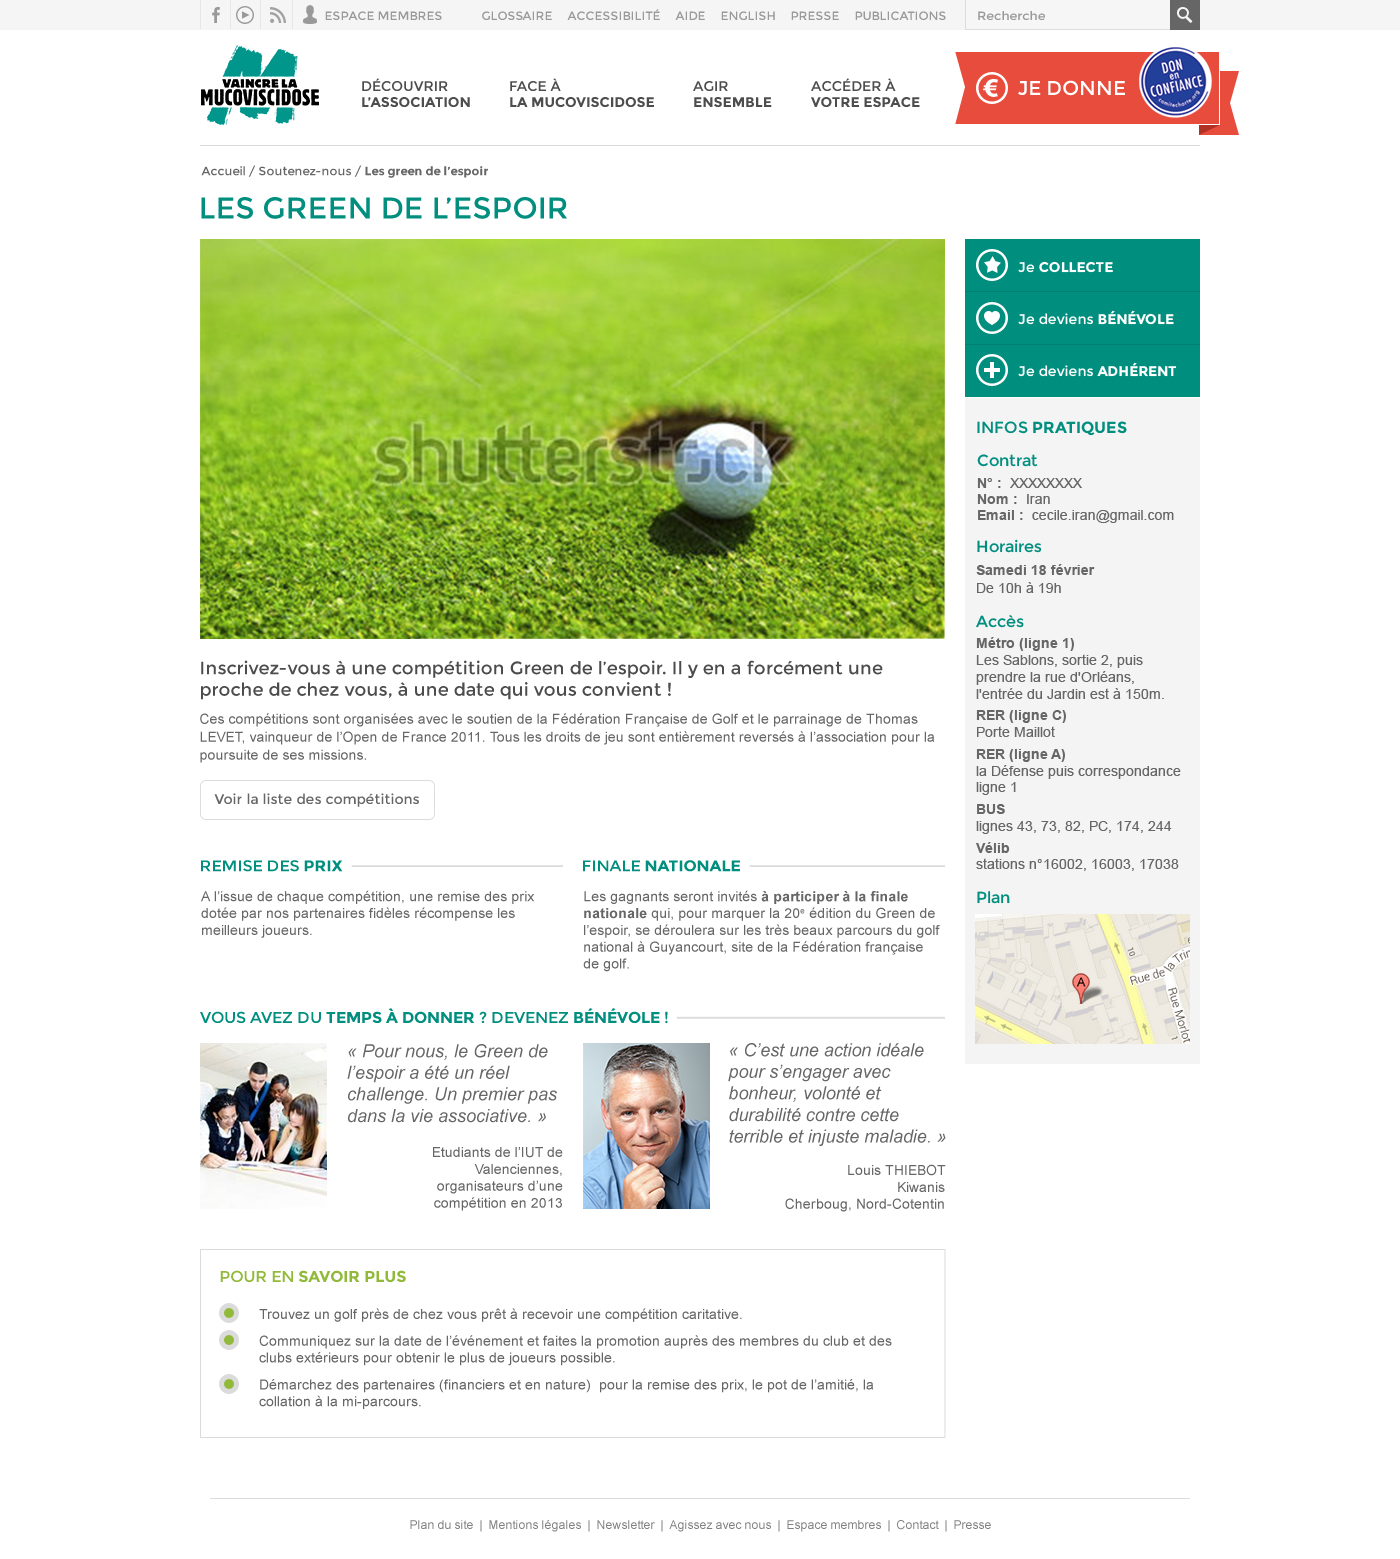 ESPACE MEMBRES
GLOSSAIRE
ACCESSIBILITÉ
AIDE
ENGLISH
PRESSE
PUBLICATIONS
Recherche
VAINCRE LA
MUCOVISCIDOSE
DÉCOUVRIR
L'ASSOCIATION
FACE À
LA MUCOVISCIDOSE
AGIR
ENSEMBLE
ACCÉDER À
VOTRE ESPACE
€ JE DONNE
DON
en
CONFIANCE
comitecharte.org
Accueil / Soutenez-nous / Les green de l'espoir
LES GREEN DE L'ESPOIR
shutterstock
Inscrivez-vous à une compétition Green de l'espoir. Il y en a forcément une
proche de chez vous, à une date qui vous convient !
Ces compétitions sont organisées avec le soutien de la Fédération Française de Golf et le parrainage de Thomas
LEVET, vainqueur de l'Open de France 2011. Tous les droits de jeu sont entièrement reversés à l'association pour la
poursuite de ses missions.
Voir la liste des compétitions
REMISE DES PRIX
A l'issue de chaque compétition, une remise des prix
dotée par nos partenaires fidèles récompense les
meilleurs joueurs.
FINALE NATIONALE
Les gagnants seront invités à participer à la finale
nationale qui, pour marquer la 20e édition du Green de
l'espoir, se déroulera sur les très beaux parcours du golf
national à Guyancourt, site de la Fédération française
de golf.
VOUS AVEZ DU TEMPS À DONNER ? DEVENEZ BÉNÉVOLE !
« Pour nous, le Green de
l'espoir a été un réel
challenge. Un premier pas
dans la vie associative. »
Etudiants de l'IUT de
Valenciennes,
organisateurs d'une
compétition en 2013
« C'est une action idéale
pour s'engager avec
bonheur, volonté et
durabilité contre cette
terrible et injuste maladie. »
Louis THIEBOT
Kiwanis
Cherboug, Nord-Cotentin
POUR EN SAVOIR PLUS
Trouvez un golf près de chez vous prêt à recevoir une compétition caritative.
Communiquez sur la date de l'événement et faites la promotion auprès des membres du club et des
clubs extérieurs pour obtenir le plus de joueurs possible.
Démarchez des partenaires (financiers et en nature)  pour la remise des prix, le pot de l'amitié, la
collation à la mi-parcours.
Je COLLECTE
Je deviens BÉNÉVOLE
Je deviens ADHÉRENT
INFOS PRATIQUES
Contrat
N° :  XXXXXXXX
Nom :  Iran
Email :  cecile.iran@gmail.com
Horaires
Samedi 18 février
De 10h à 19h
Accès
Métro (ligne 1)
Les Sablons, sortie 2, puis
prendre la rue d'Orléans,
l'entrée du Jardin est à 150m.
RER (ligne C)
Porte Maillot
RER (ligne A)
la Défense puis correspondance
ligne 1
BUS
lignes 43, 73, 82, PC, 174, 244
Vélib
stations n°16002, 16003, 17038
Plan
10
A
Rue de la Trin
Rue Morlot
Plan du site | Mentions légales | Newsletter | Agissez avec nous | Espace membres | Contact | Presse